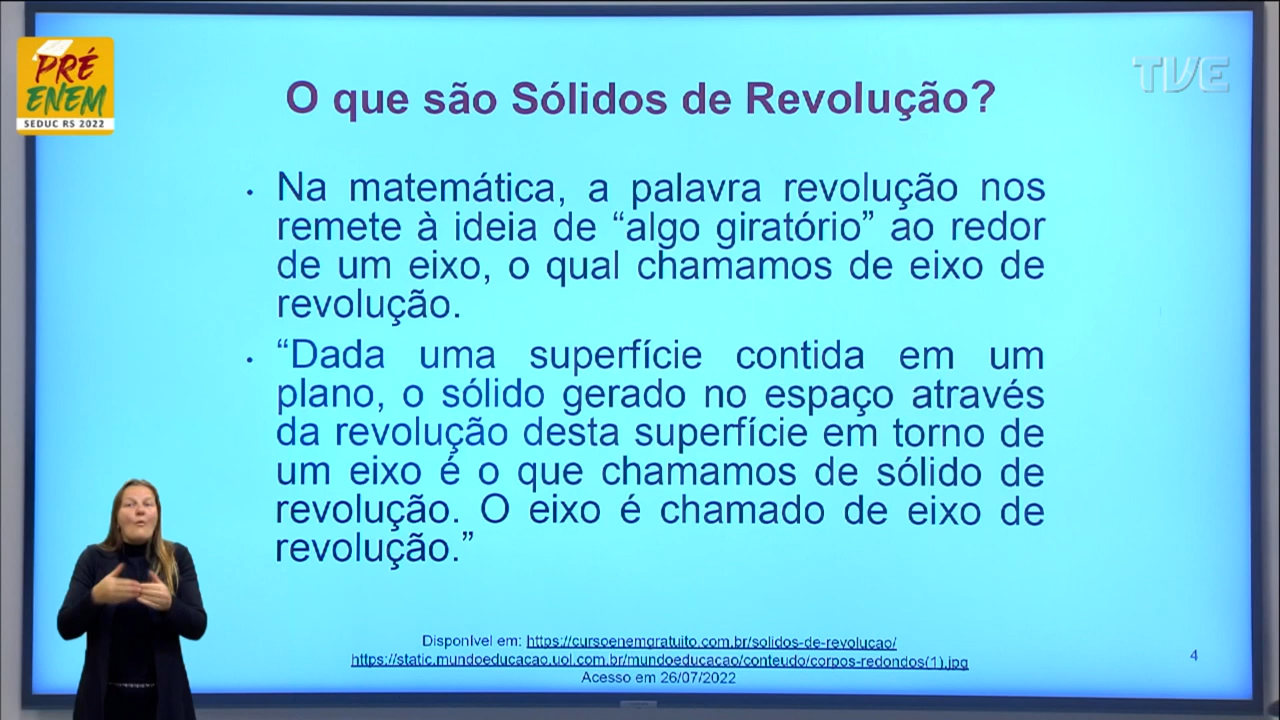 PRÉ
ENEM
SEDUC RS 2022
TVE
O que são Sólidos de Revolução?
• Na matemática, a palavra revolução nos
remete à ideia de “algo giratório” ao redor
de um eixo, o qual chamamos de eixo de
revolução.
• “Dada uma superfície contida em um
plano, o sólido gerado no espaço através
da revolução desta superfície em torno de
um eixo é o que chamamos de sólido de
revolução. O eixo é chamado de eixo de
revolução.”
Disponível em: https://cursoenemgratuito.com.br/solidos-de-revolucao/
https://static.mundoeducacao.uol.com.br/mundoeducacao/conteudo/corpos-redondos(1).jpg
Acesso em 26/07/2022
4